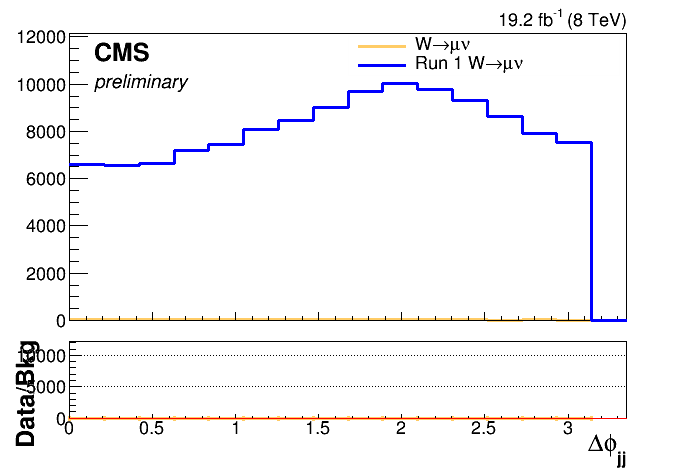 19.2 fb⁻¹ (8 TeV)
CMS
preliminary
W→μν
Run 1 W→μν
12000
10000
8000
6000
4000
2000
0
Data/Bkg
10000
5000
0
0 0.5 1 1.5 2 2.5 3
Δϕjj